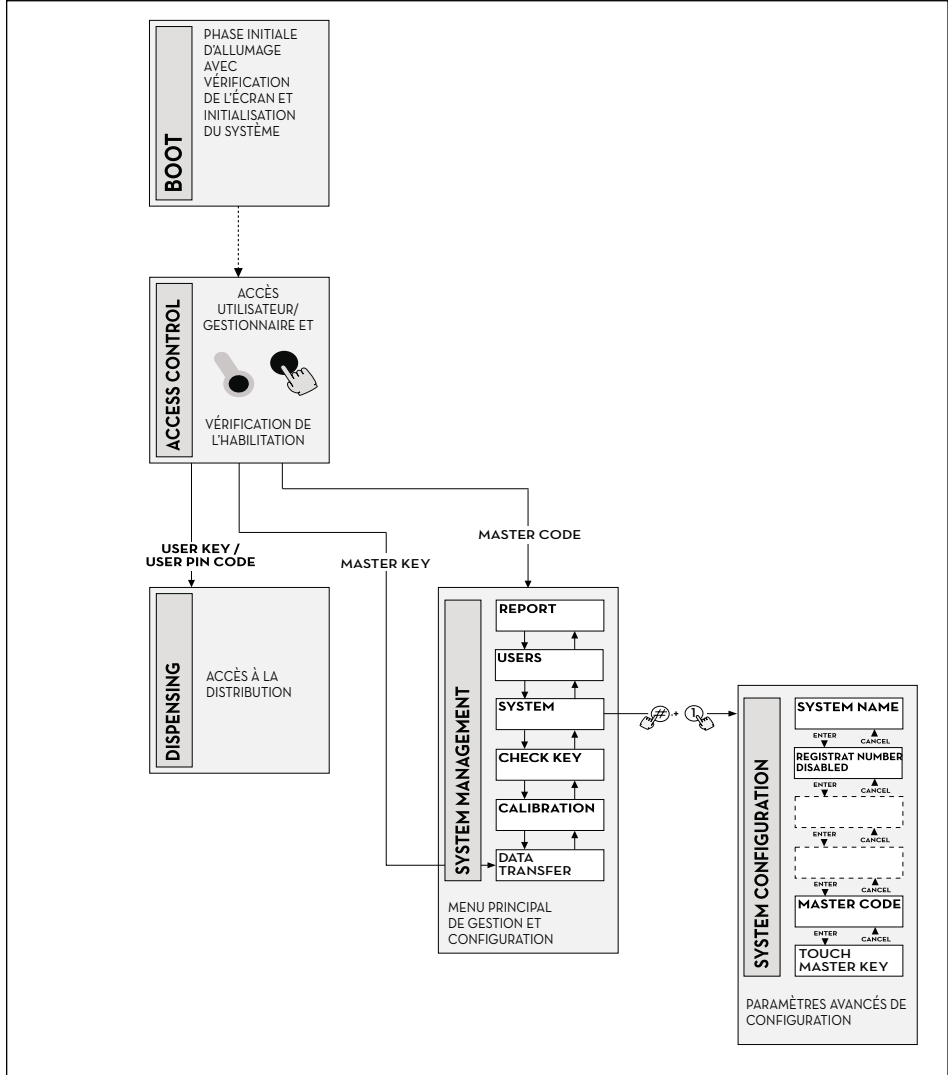 BOOT
PHASE INITIALE
D'ALLUMAGE
AVEC
VÉRIFICATION
DE L'ÉCRAN ET
INITIALISATION
DU SYSTÈME
ACCESS CONTROL
ACCÈS
UTILISATEUR/
GESTIONNAIRE ET
VÉRIFICATION DE
L'HABILITATION
USER KEY /
USER PIN CODE
MASTER KEY
MASTER CODE
DISPENSING
ACCÈS À LA
DISTRIBUTION
SYSTEM MANAGEMENT
REPORT
USERS
SYSTEM
CHECK KEY
CALIBRATION
DATA
TRANSFER
MENU PRINCIPAL
DE GESTION ET
CONFIGURATION
# + 1
SYSTEM CONFIGURATION
SYSTEM NAME
ENTER CANCEL
REGISTRAT NUMBER
DISABLED
ENTER CANCEL
ENTER CANCEL
ENTER CANCEL
MASTER CODE
ENTER CANCEL
TOUCH
MASTER KEY
PARAMÈTRES AVANCÉS DE
CONFIGURATION